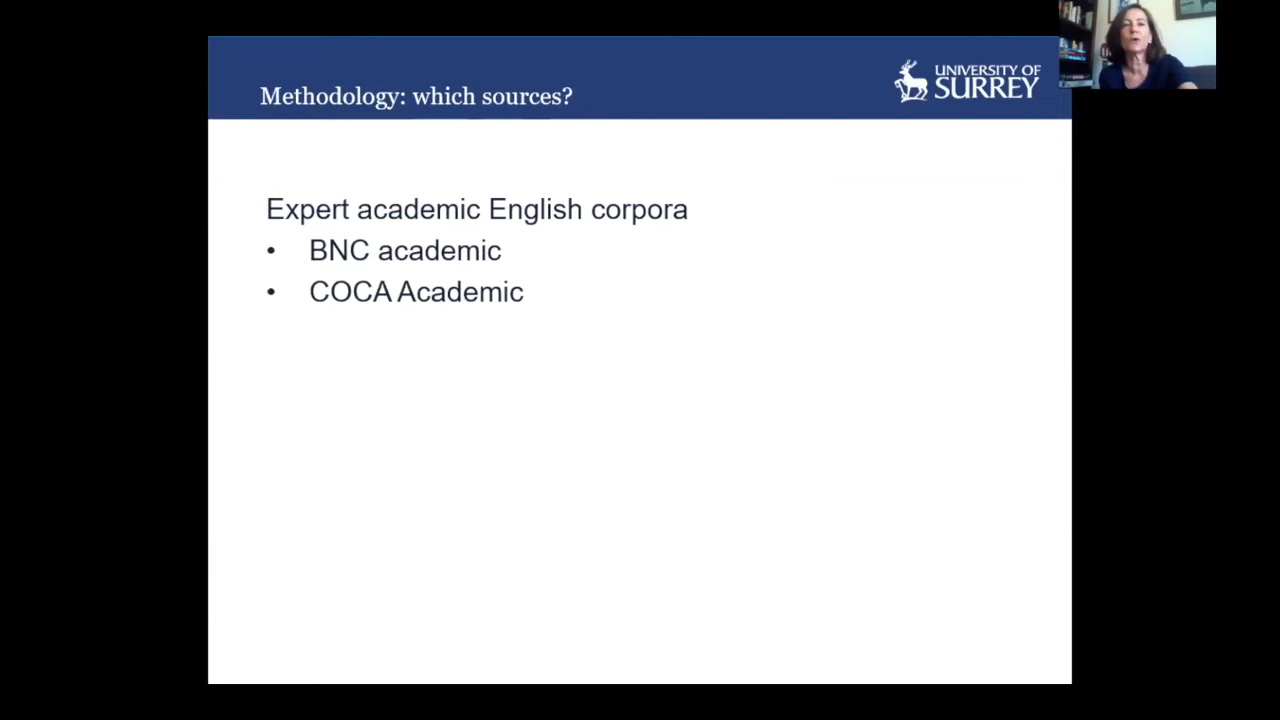 Methodology: which sources?
UNIVERSITY OF
SURREY
Expert academic English corpora
• BNC academic
• COCA Academic